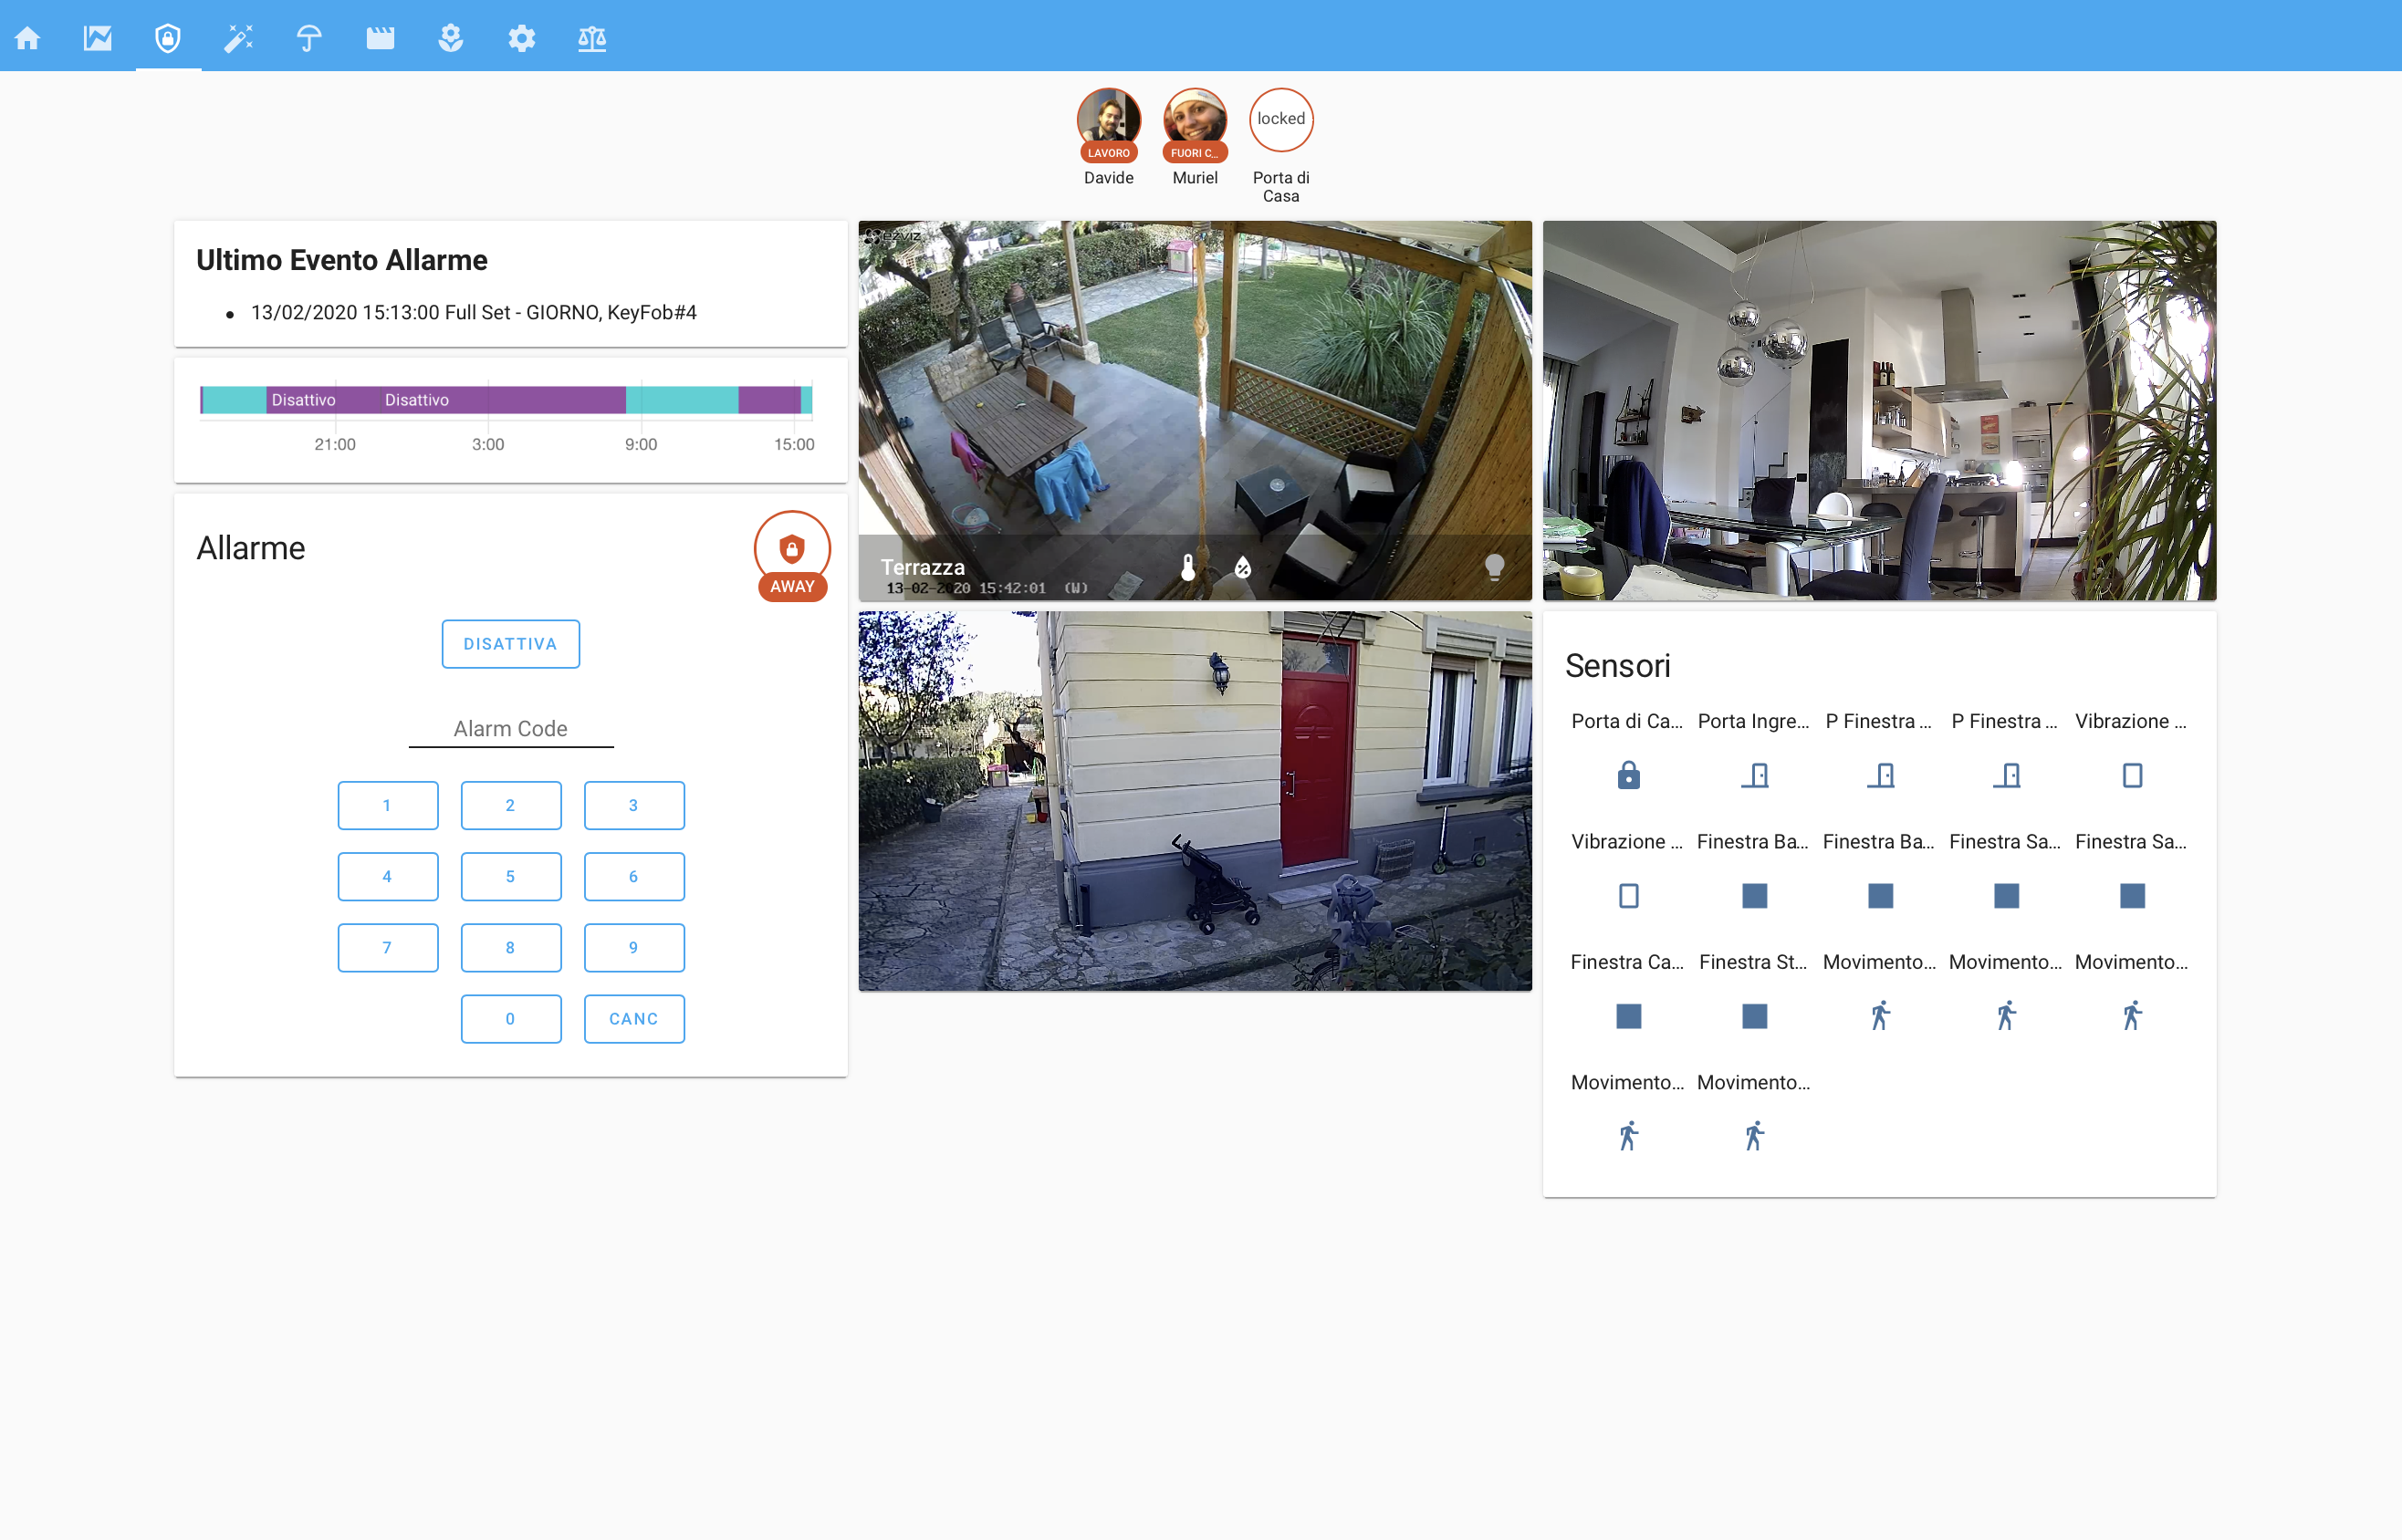 LAVORO
FUORI C...
locked
Davide
Muriel
Porta di
Casa
Ultimo Evento Allarme
13/02/2020 15:13:00 Full Set - GIORNO, KeyFob#4
Disattivo
Disattivo
21:00
3:00
9:00
15:00
Allarme
AWAY
DISATTIVA
Alarm Code
1
2
3
4
5
6
7
8
9
0
CANC
ezviz
Terrazza
13-02-2020 15:42:01 (W)
Sensori
Porta di Ca...
Porta Ingre...
P Finestra ...
P Finestra ...
Vibrazione ...
Vibrazione ...
Finestra Ba...
Finestra Ba...
Finestra Sa...
Finestra Sa...
Finestra Ca...
Finestra St...
Movimento...
Movimento...
Movimento...
Movimento...
Movimento...